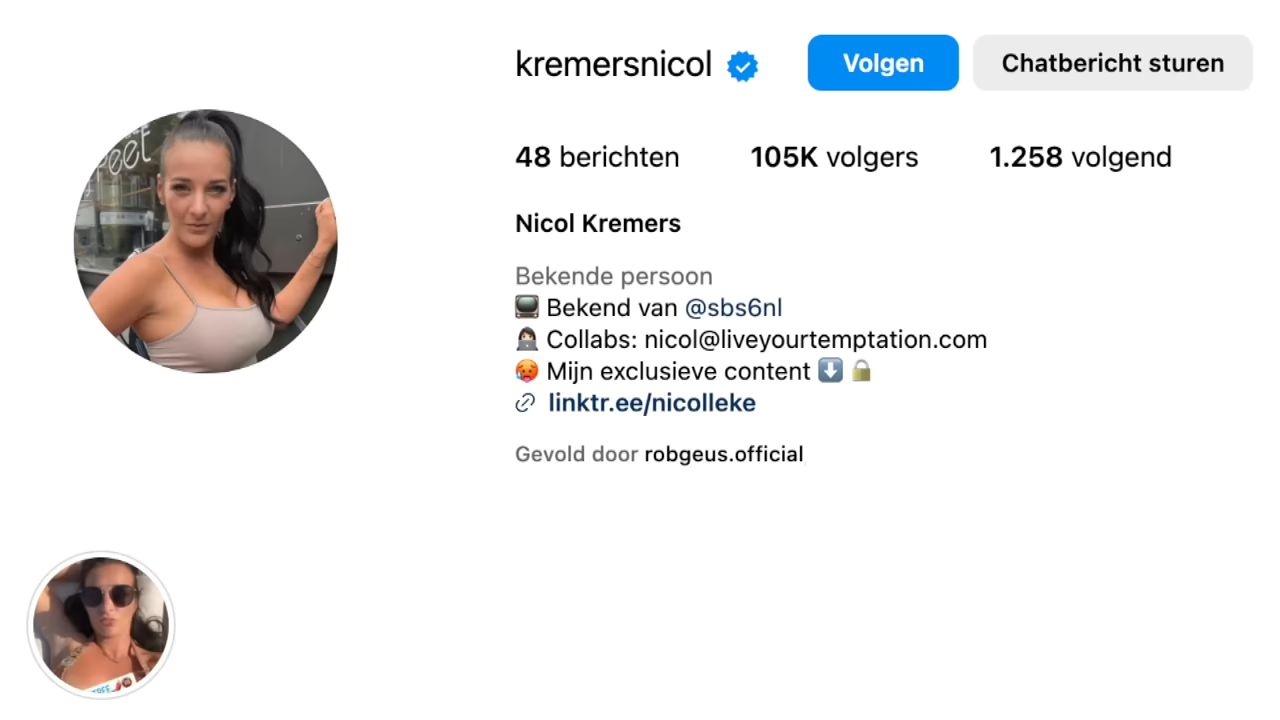 kremersnicol
Volgen
Chatbericht sturen
48 berichten
105K volgers
1.258 volgend
Nicol Kremers
Bekende persoon
Bekend van @sbs6nl
Collabs: nicol@liveyourtemptation.com
Mijn exclusieve content
linktr.ee/nicolleke
Gevold door robgeus.official